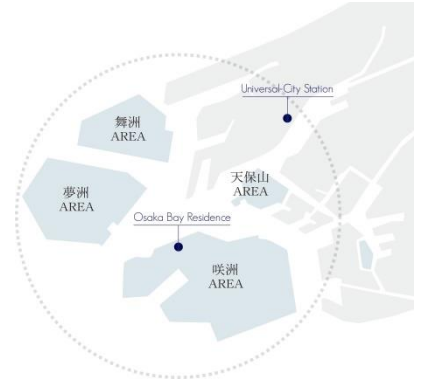 Universal-City Station
舞洲
AREA
天保山
AREA
夢洲
AREA
Osaka Bay Residence
咲洲
AREA